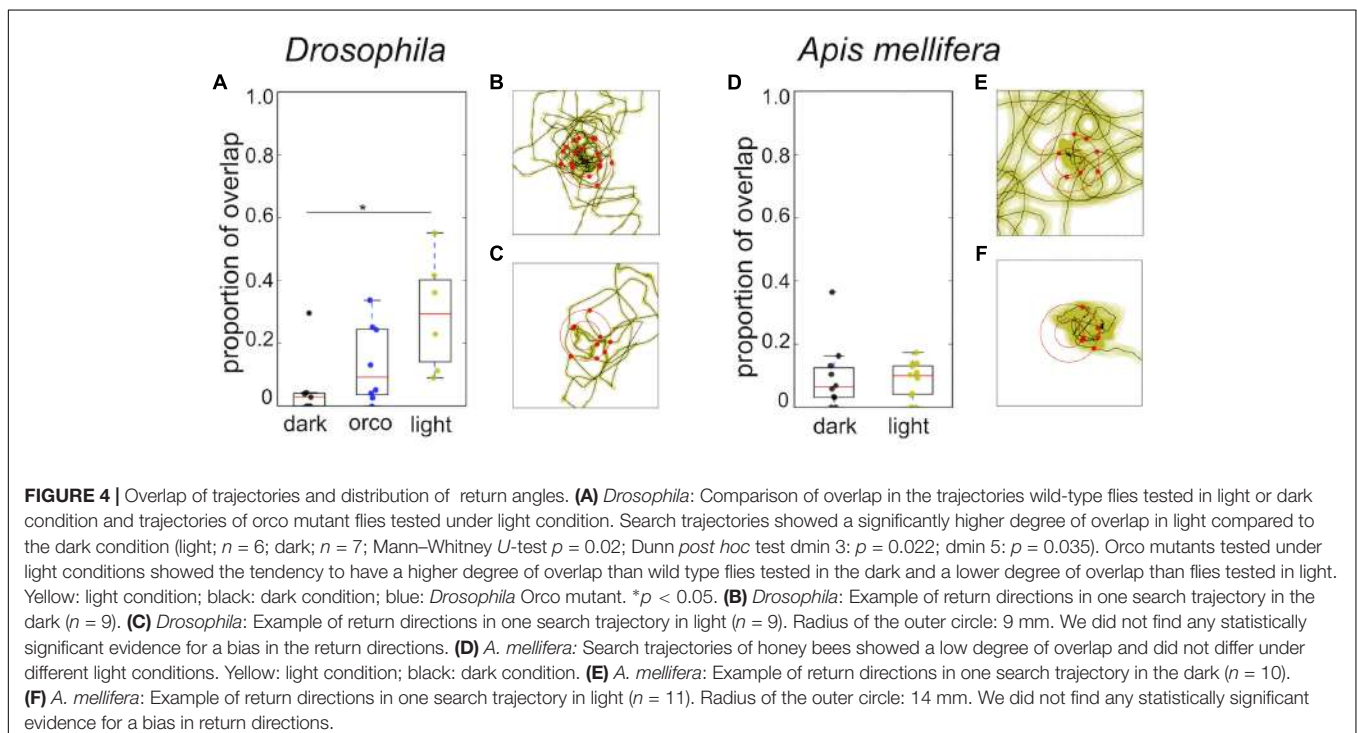 Drosophila
Apis mellifera
A
B
D
E
1.0
0.8
0.6
0.4
0.2
0
proportion of overlap
*
dark orco light
C
1.0
0.8
0.6
0.4
0.2
0
proportion of overlap
dark light
F
FIGURE 4 | Overlap of trajectories and distribution of return angles. (A) Drosophila: Comparison of overlap in the trajectories wild-type flies tested in light or dark
condition and trajectories of orco mutant flies tested under light condition. Search trajectories showed a significantly higher degree of overlap in light compared to
the dark condition (light; n = 6; dark; n = 7; Mann–Whitney U-test p = 0.02; Dunn post hoc test dmin 3: p = 0.022; dmin 5: p = 0.035). Orco mutants tested under
light conditions showed the tendency to have a higher degree of overlap than wild type flies tested in the dark and a lower degree of overlap than flies tested in light.
Yellow: light condition; black: dark condition; blue: Drosophila Orco mutant. *p < 0.05. (B) Drosophila: Example of return directions in one search trajectory in the
dark (n = 9). (C) Drosophila: Example of return directions in one search trajectory in light (n = 9). Radius of the outer circle: 9 mm. We did not find any statistically
significant evidence for a bias in the return directions. (D) A. mellifera: Search trajectories of honey bees showed a low degree of overlap and did not differ under
different light conditions. Yellow: light condition; black: dark condition. (E) A. mellifera: Example of return directions in one search trajectory in the dark (n = 10).
(F) A. mellifera: Example of return directions in one search trajectory in light (n = 11). Radius of the outer circle: 14 mm. We did not find any statistically significant
evidence for a bias in return directions.